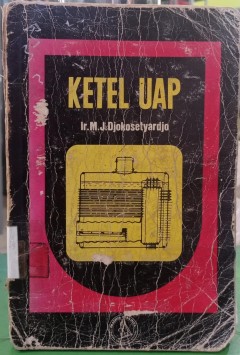 KETEL UAP
Ir. M. J. Djokosetyardjo